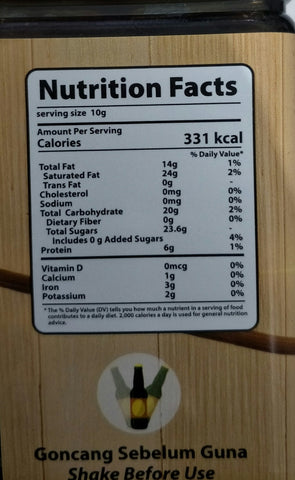 Nutrition Facts
serving size 10g
Amount Per Serving
Calories 331 kcal
% Daily Value*
Total Fat 14g 1%
Saturated Fat 24g 2%
Trans Fat 0g -
Cholesterol 0mg 0%
Sodium 0mg 0%
Total Carbohydrate 20g 2%
Dietary Fiber 0g 0%
Total Sugars 23.6g -
Includes 0 g Added Sugars 4%
Protein 6g 1%
Vitamin D 0mcg 0%
Calcium 1g 0%
Iron 3g 0%
Potassium 2g 0%
* The % Daily Value (DV) tells you how much a nutrient in a serving of food
contributes to a daily diet. 2,000 calories a day is used for general nutrition
advice.
Goncang Sebelum Guna
Shake Before Use